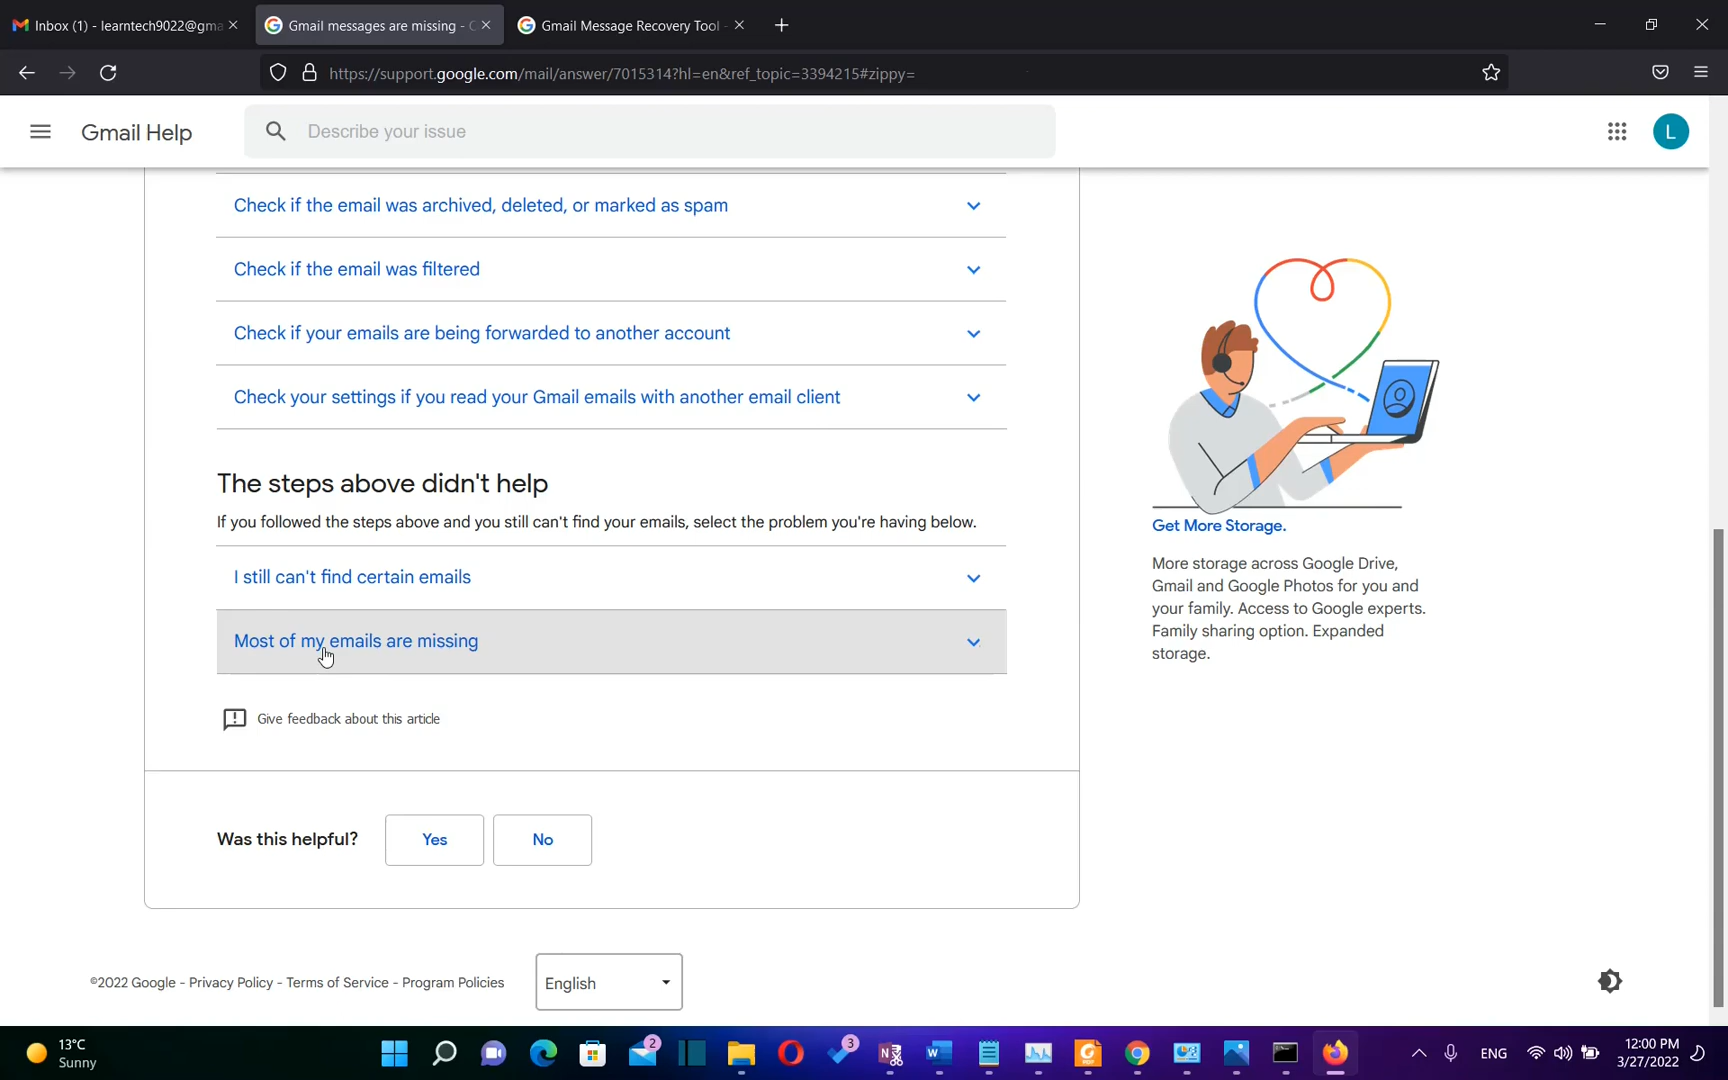 Inbox (1) - learntech9022@gma
Gmail messages are missing - G
Gmail Message Recovery Tool -
https://support.google.com/mail/answer/7015314?hl=en&ref_topic=3394215#zippy=
Gmail Help
Describe your issue
L
Check if the email was archived, deleted, or marked as spam
Check if the email was filtered
Check if your emails are being forwarded to another account
Check your settings if you read your Gmail emails with another email client
The steps above didn't help
If you followed the steps above and you still can't find your emails, select the problem you're having below.
I still can't find certain emails
Most of my emails are missing
Give feedback about this article
Was this helpful?
Yes
No
Get More Storage.
More storage across Google Drive,
Gmail and Google Photos for you and
your family. Access to Google experts.
Family sharing option. Expanded
storage.
©2022 Google - Privacy Policy - Terms of Service - Program Policies
English
13°C
Sunny
2
3
ENG
12:00 PM
3/27/2022